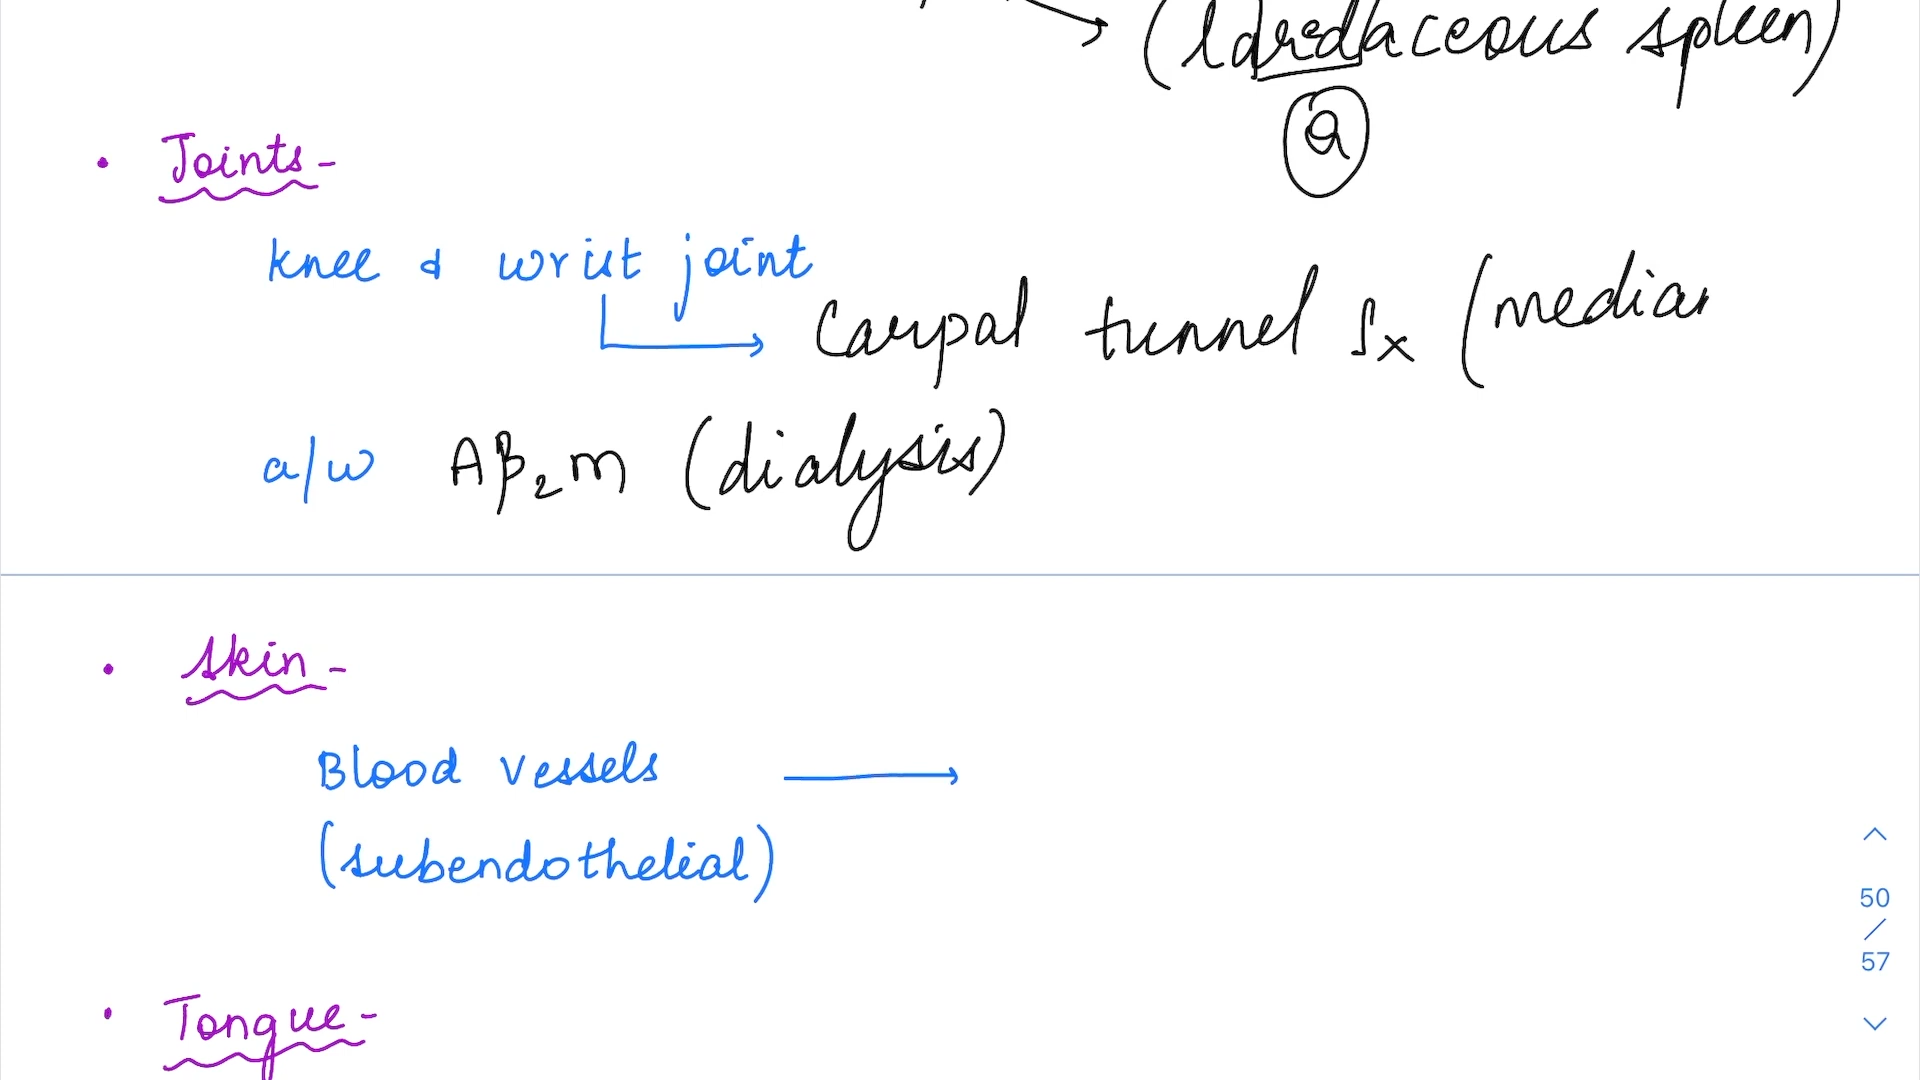 (lardaceous spleen)
a
• Joints-
knee & wrist joint
Carpal tunnel Sx (median
a/w Aβ₂m (dialysis)
• Skin-
Blood vessels
(subendothelial)
50
/
57
• Tongue-